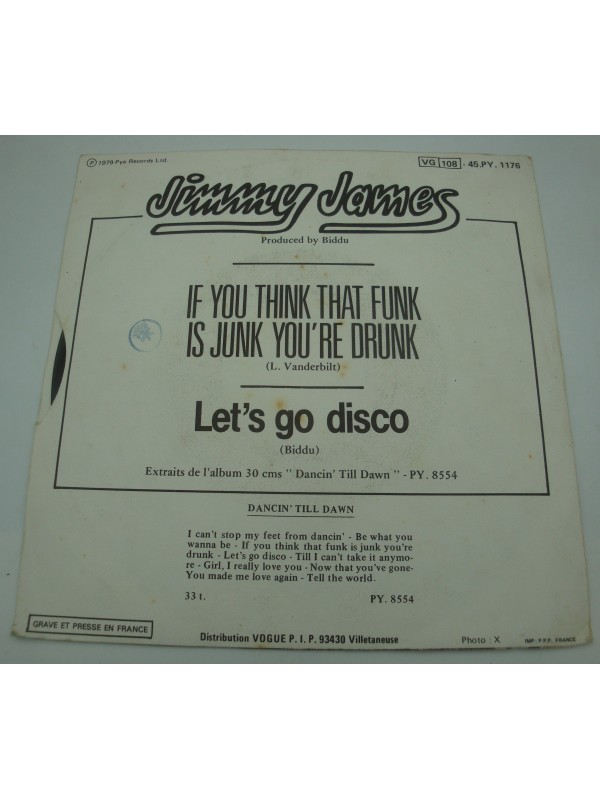 Ⓟ 1979-Pye Records Ltd.
VG 108 - 45.PY. 1176
Jimmy James
Produced by Biddu
IF YOU THINK THAT FUNK
IS JUNK YOU'RE DRUNK
(L. Vanderbilt)
Let's go disco
(Biddu)
Extraits de l'album 30 cms " Dancin' Till Dawn " - PY. 8554
DANCIN' TILL DAWN
I can't stop my feet from dancin' - Be what you
wanna be - If you think that funk is junk you're
drunk - Let's go disco - Till I can't take it anymo-
re - Girl, I really love you - Now that you've gone-
You made me love again - Tell the world.
33 t. PY. 8554
GRAVE ET PRESSE EN FRANCE
Distribution VOGUE P. I. P. 93430 Villetaneuse
Photo : X
IMP: P.P.P. FRANCE